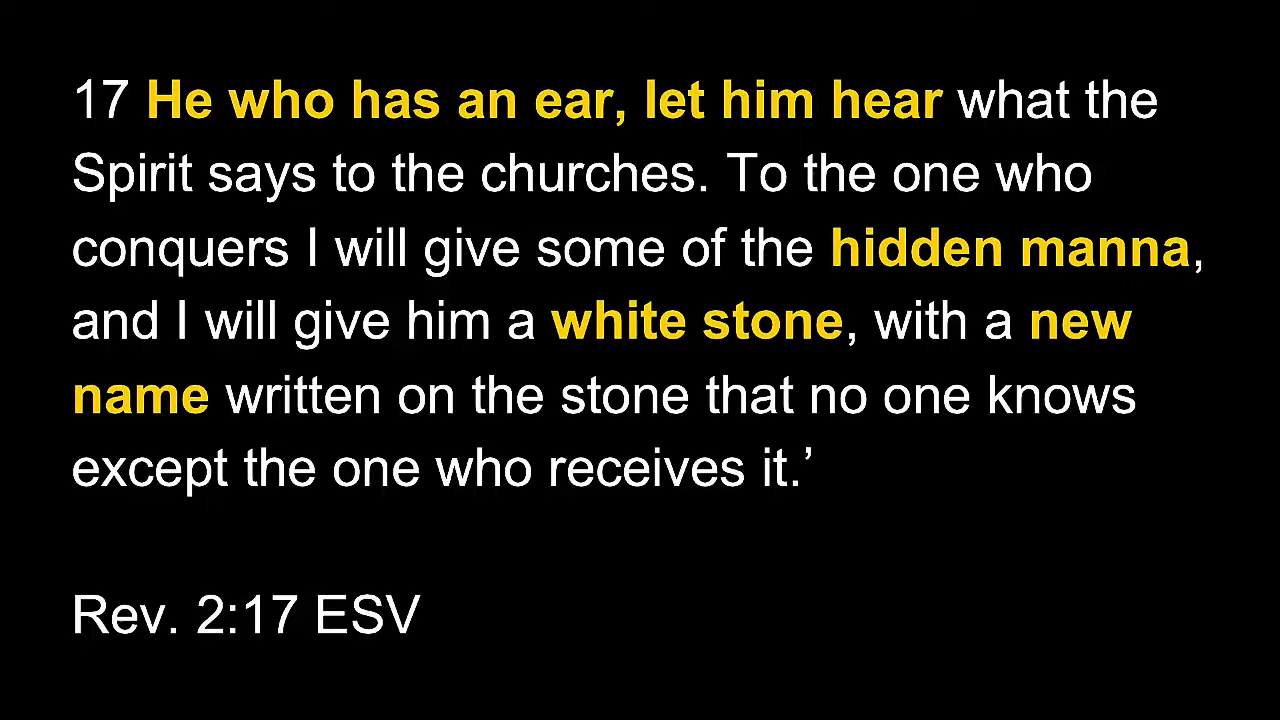 17 He who has an ear, let him hear what the
Spirit says to the churches. To the one who
conquers I will give some of the hidden manna,
and I will give him a white stone, with a new
name written on the stone that no one knows
except the one who receives it.’
Rev. 2:17 ESV